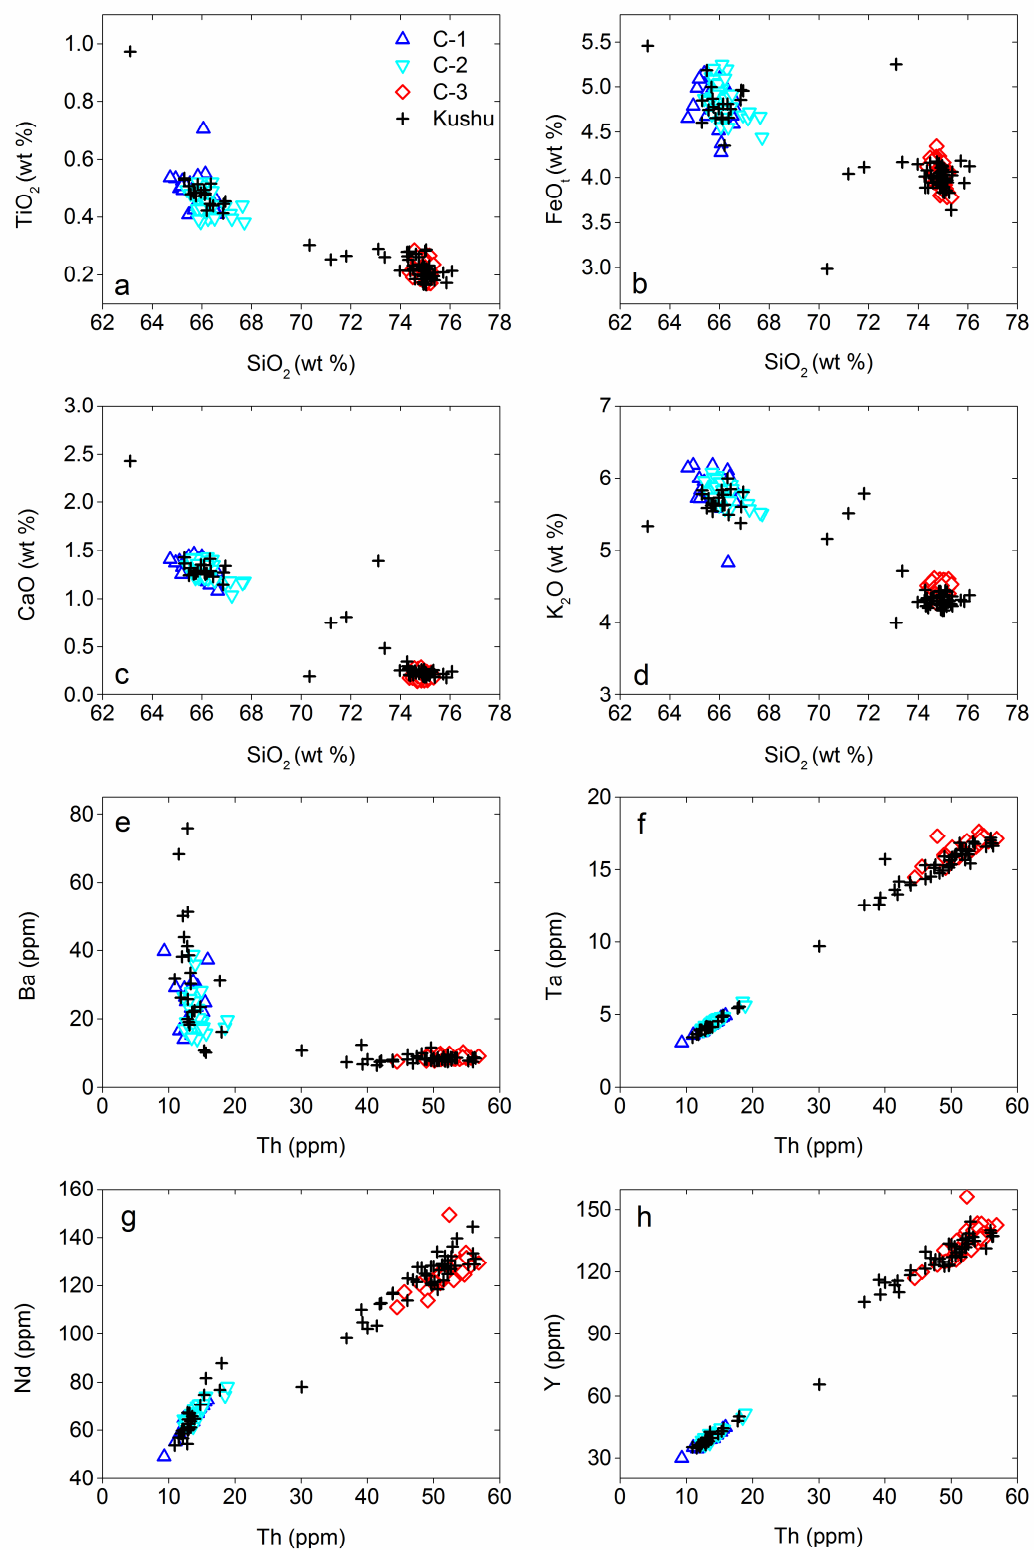 TiO2 (wt %)
1.0
0.8
0.6
0.4
0.2
C-1
C-2
C-3
Kushu
a
62 64 66 68 70 72 74 76 78
SiO2 (wt %)
FeOt (wt %)
5.5
5.0
4.5
4.0
3.5
3.0
b
62 64 66 68 70 72 74 76 78
SiO2 (wt %)
CaO (wt %)
3.0
2.5
2.0
1.5
1.0
0.5
0.0
c
62 64 66 68 70 72 74 76 78
SiO2 (wt %)
K2O (wt %)
7
6
5
4
3
d
62 64 66 68 70 72 74 76 78
SiO2 (wt %)
Ba (ppm)
80
60
40
20
0
e
0 10 20 30 40 50 60
Th (ppm)
Ta (ppm)
20
15
10
5
0
f
0 10 20 30 40 50 60
Th (ppm)
Nd (ppm)
160
140
120
100
80
60
40
g
0 10 20 30 40 50 60
Th (ppm)
Y (ppm)
150
120
90
60
30
h
0 10 20 30 40 50 60
Th (ppm)